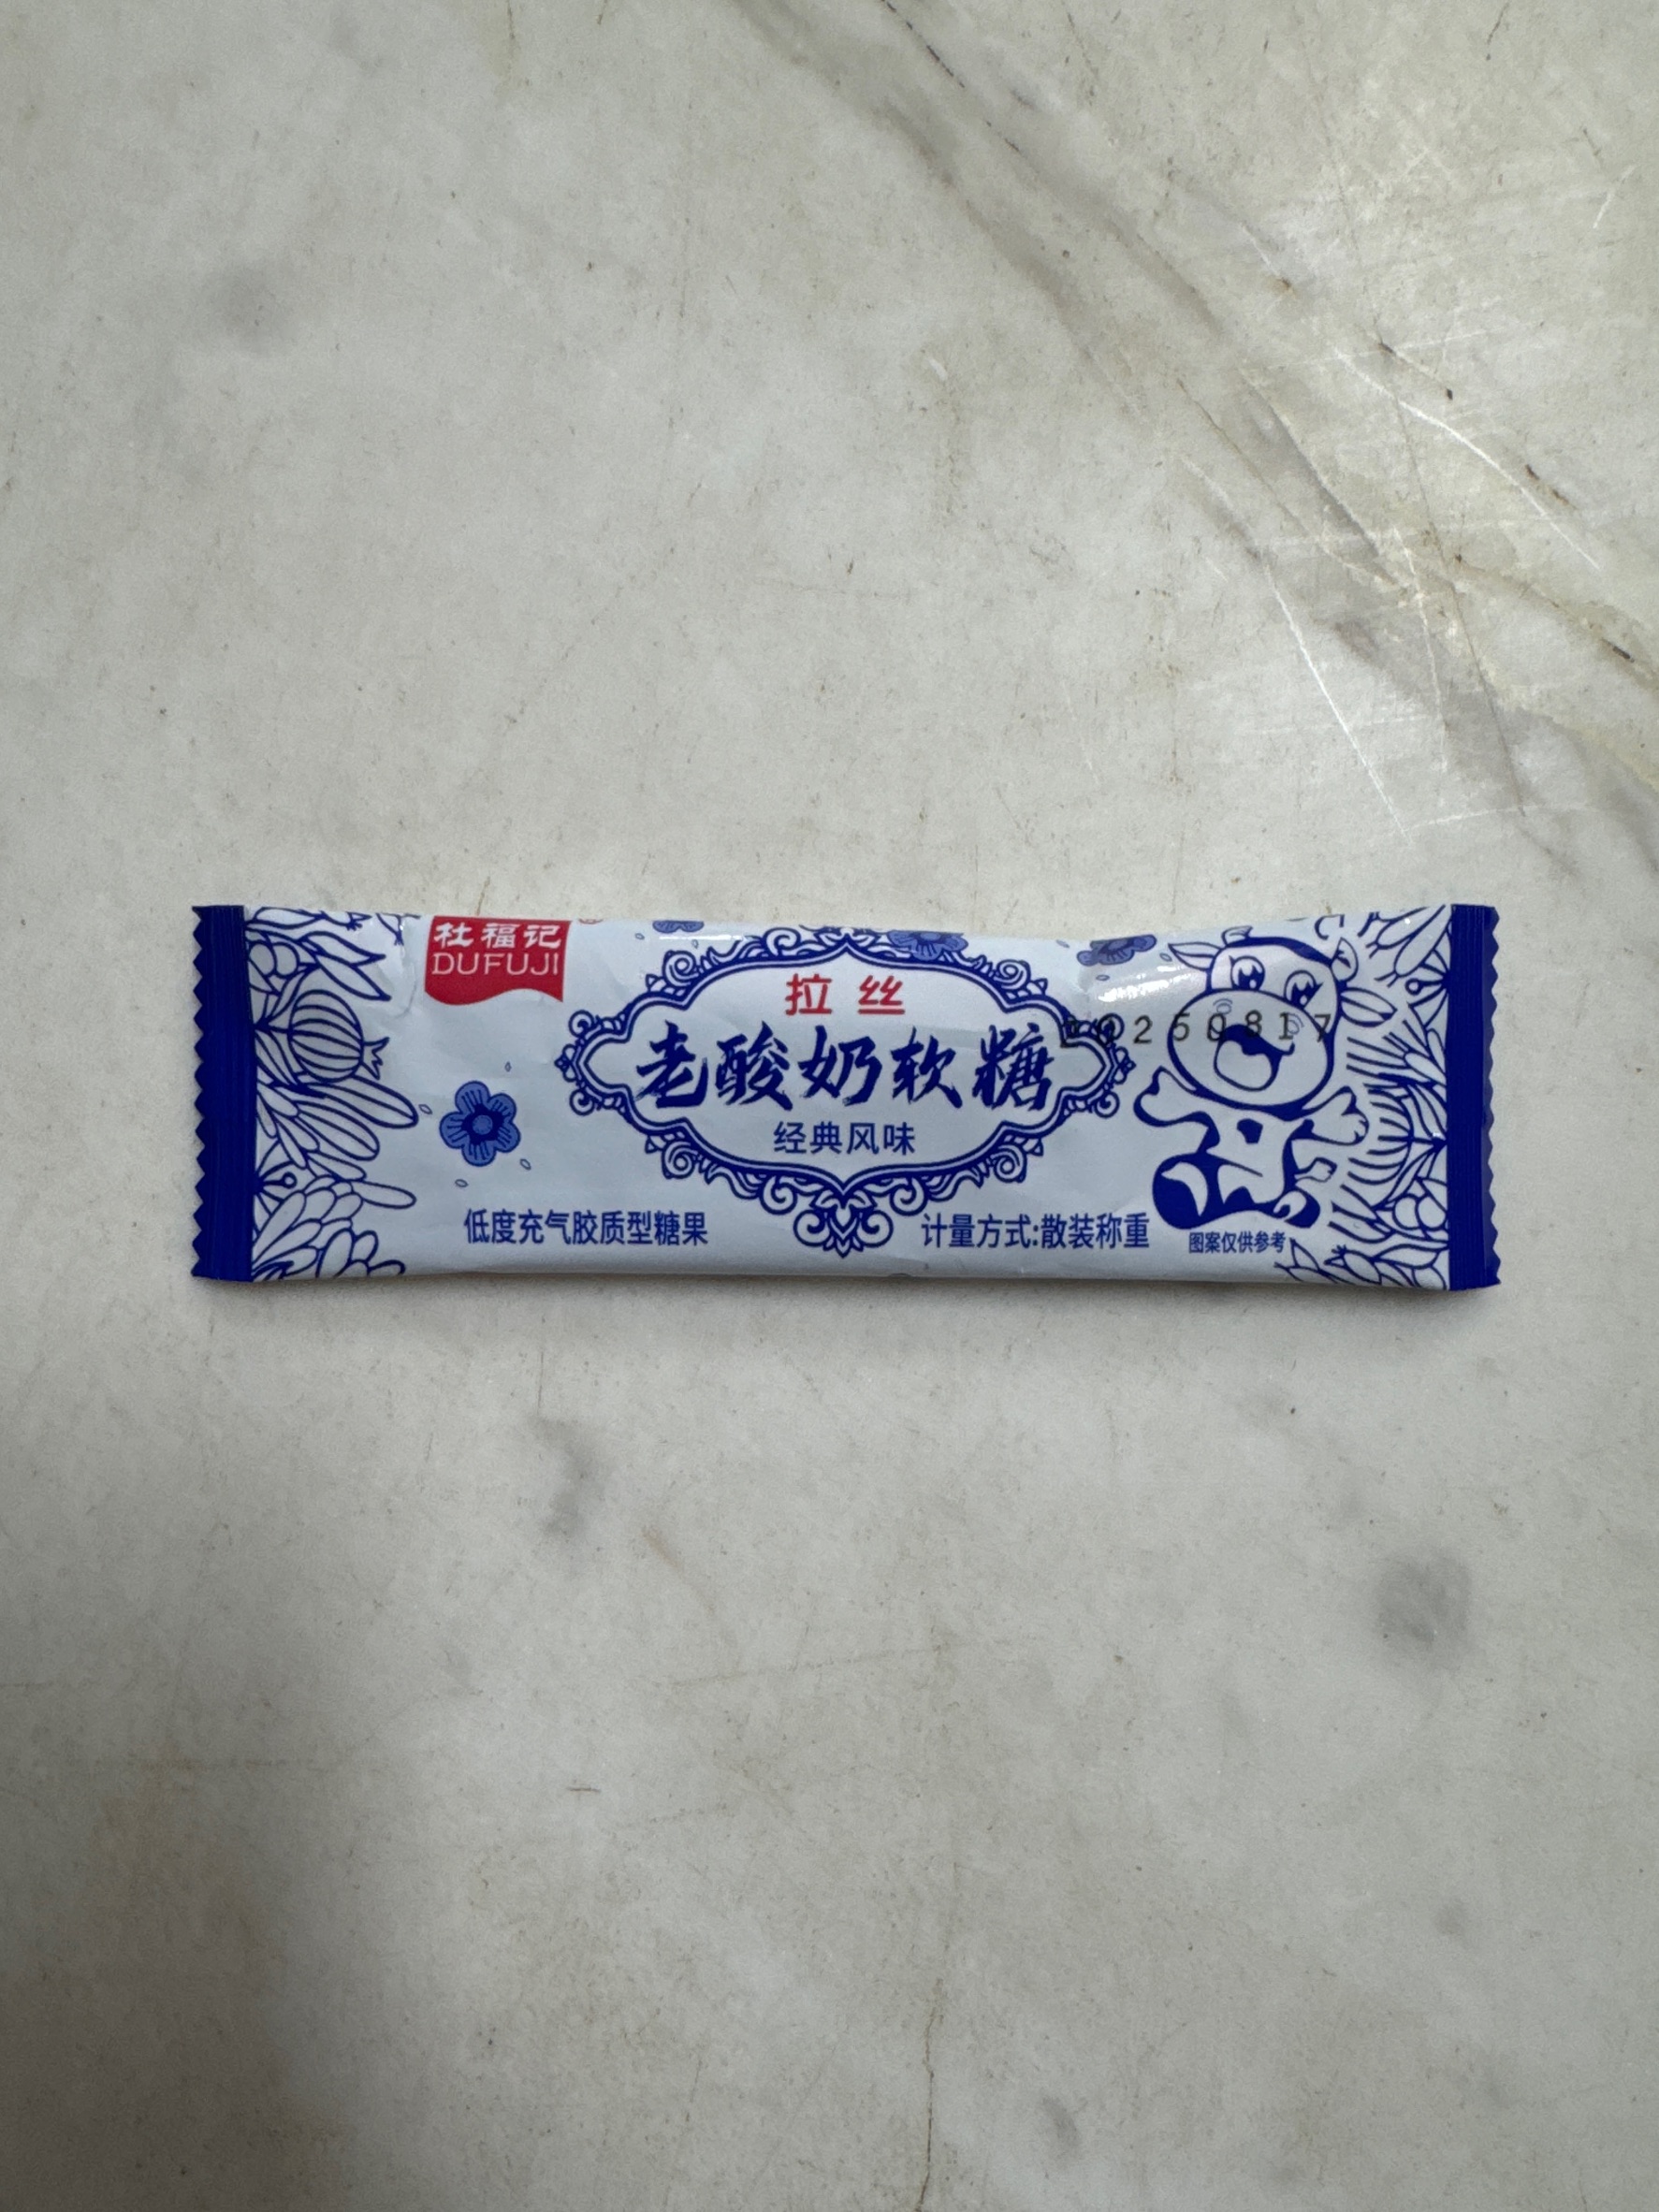 杜福记
DUFUJI
拉丝
老酸奶软糖
20250817
经典风味
低度充气胶质型糖果
计量方式:散装称重
图案仅供参考